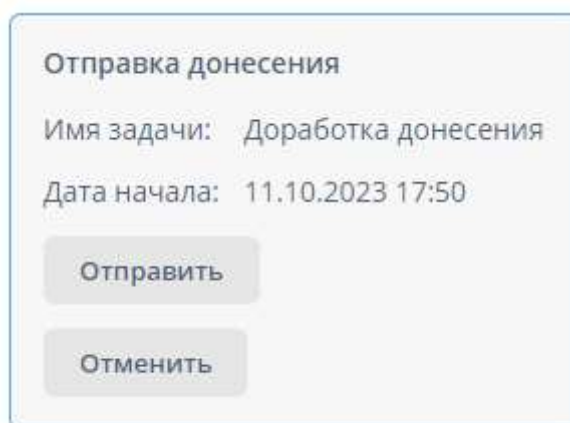 Отправка донесения
Имя задачи: Доработка донесения
Дата начала: 11.10.2023 17:50
Отправить
Отменить